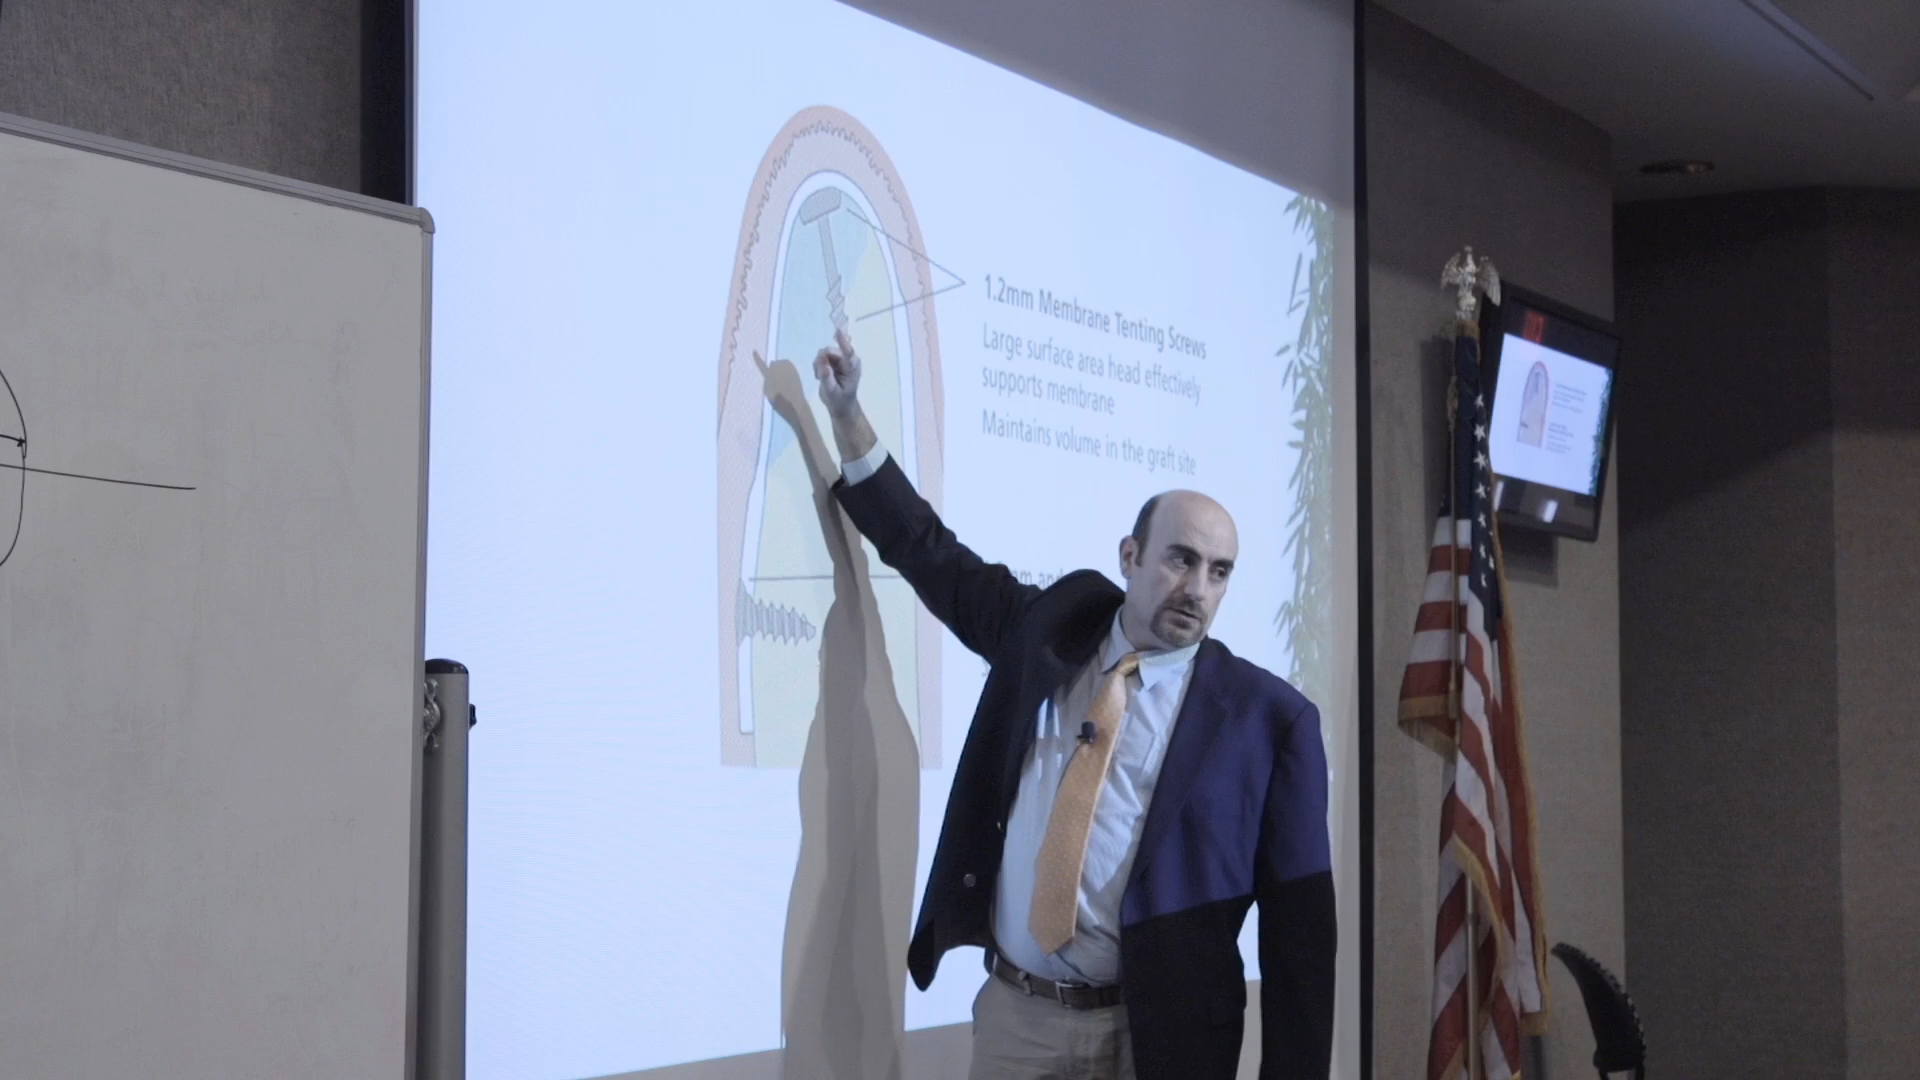 1.2mm Membrane Tenting Screws
Large surface area head effectively
supports membrane
Maintains volume in the graft site